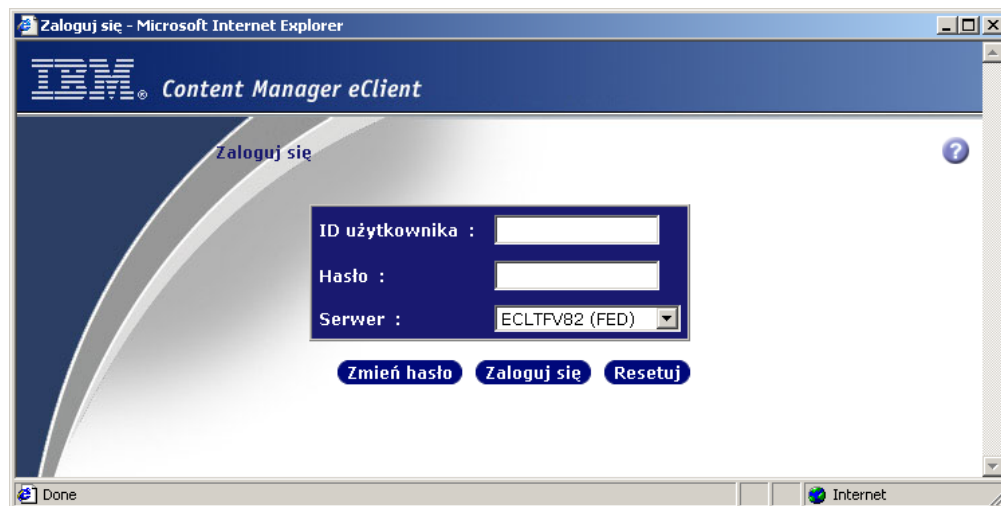 Zaloguj się - Microsoft Internet Explorer
IBM® Content Manager eClient
Zaloguj się
?
ID użytkownika :
Hasło :
Serwer : ECLTFV82 (FED)
Zmień hasło Zaloguj się Resetuj
Done Internet